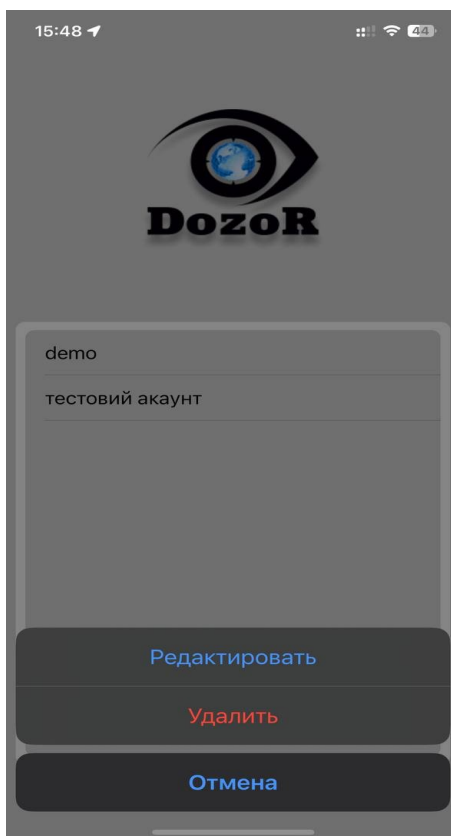 15:48
44
DozoR
demo
тестовий акаунт
Редактировать
Удалить
Отмена